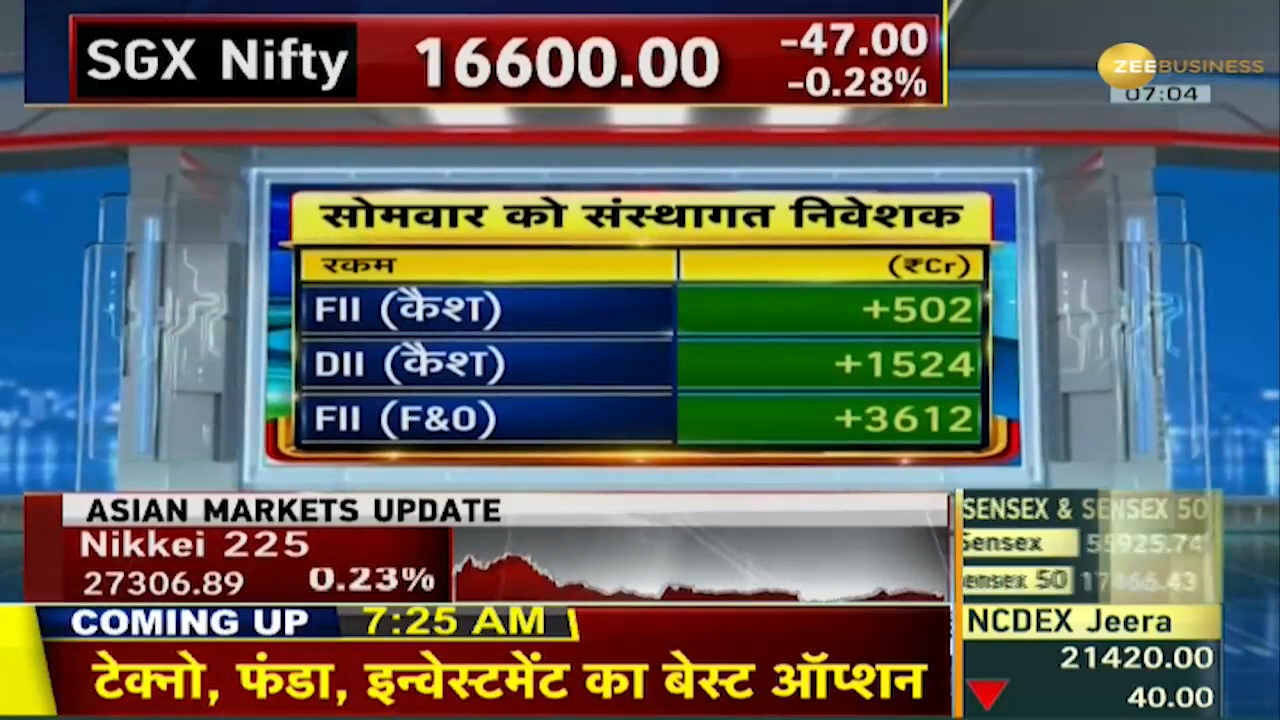 SGX Nifty 16600.00 -47.00
-0.28%
ZEEBUSINESS
07:04
सोमवार को संस्थागत निवेशक
रकम (₹Cr)
FII (कैश) +502
DII (कैश) +1524
FII (F&O) +3612
ASIAN MARKETS UPDATE
Nikkei 225
27306.89 0.23%
SENSEX & SENSEX 50
Sensex 55925.74
COMING UP 7:25 AM
टेक्नो, फंडा, इन्वेस्टमेंट का बेस्ट ऑप्शन
NCDEX Jeera
21420.00
40.00